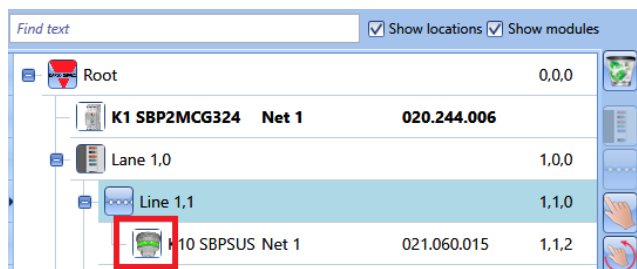 Find text Show locations Show modules
Root 0,0,0
K1 SBP2MCG324 Net 1 020.244.006
Lane 1,0 1,0,0
Line 1,1 1,1,0
SBPSUS Net 1 021.060.015 1,1,2